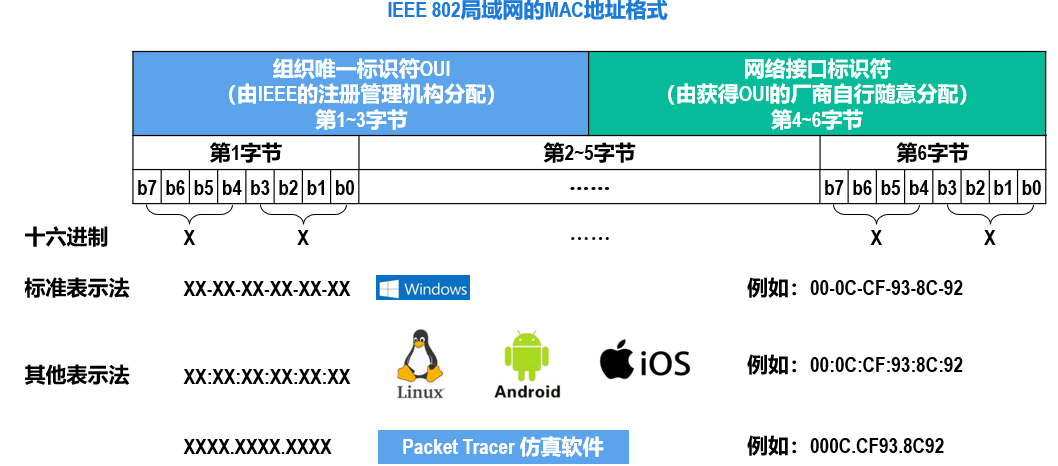 IEEE 802局域网的MAC地址格式
组织唯一标识符OUI
（由IEEE的注册管理机构分配）
第1~3字节
网络接口标识符
（由获得OUI的厂商自行随意分配）
第4~6字节
第1字节 第2~5字节 第6字节
b7 b6 b5 b4 b3 b2 b1 b0 …… b7 b6 b5 b4 b3 b2 b1 b0
十六进制 X X …… X X
标准表示法 XX-XX-XX-XX-XX-XX Windows 例如：00-0C-CF-93-8C-92
其他表示法 XX:XX:XX:XX:XX:XX Linux Android iOS 例如：00:0C:CF:93:8C:92
XXXX.XXXX.XXXX Packet Tracer 仿真软件 例如：000C.CF93.8C92